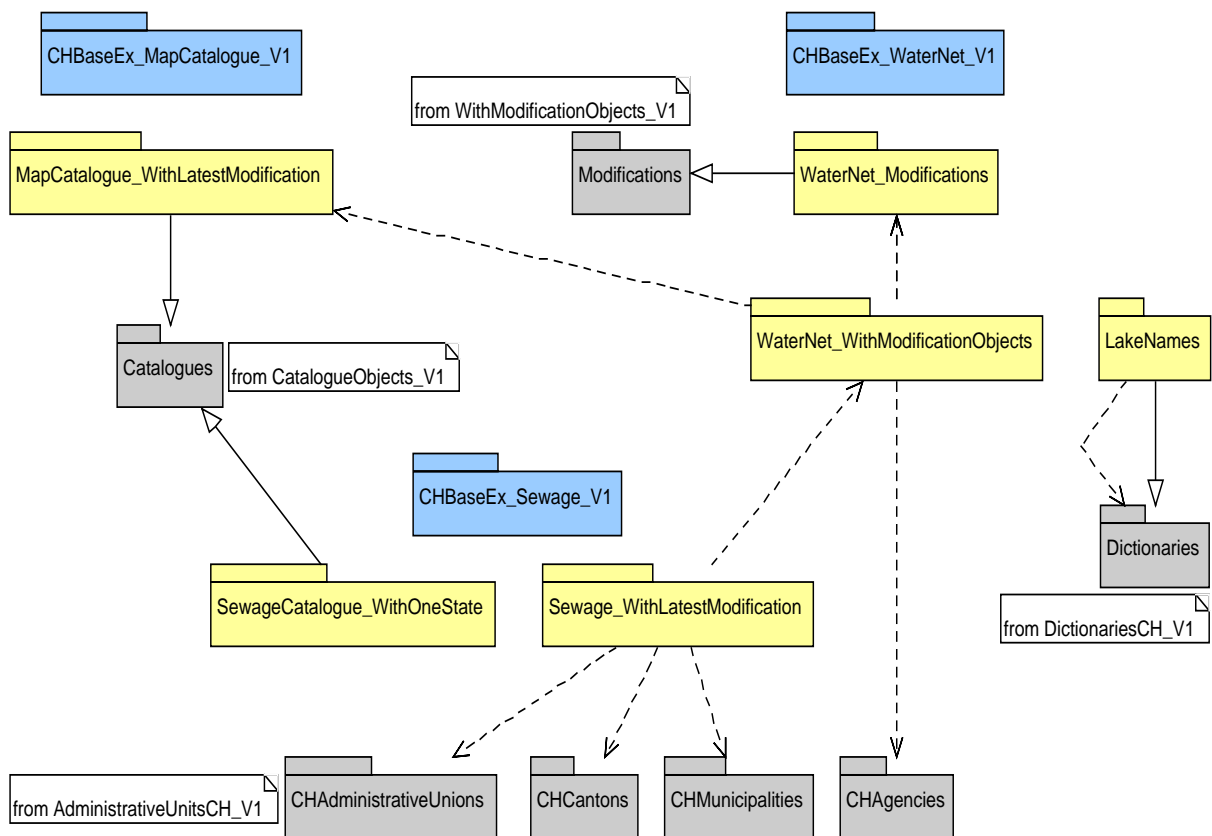 CHBaseEx_MapCatalogue_V1
CHBaseEx_WaterNet_V1
from WithModificationObjects_V1
MapCatalogue_WithLatestModification
Modifications
WaterNet_Modifications
WaterNet_WithModificationObjects
LakeNames
Catalogues
from CatalogueObjects_V1
CHBaseEx_Sewage_V1
Dictionaries
SewageCatalogue_WithOneState
Sewage_WithLatestModification
from DictionariesCH_V1
from AdministrativeUnitsCH_V1
CHAdministrativeUnions
CHCantons
CHMunicipalities
CHAgencies